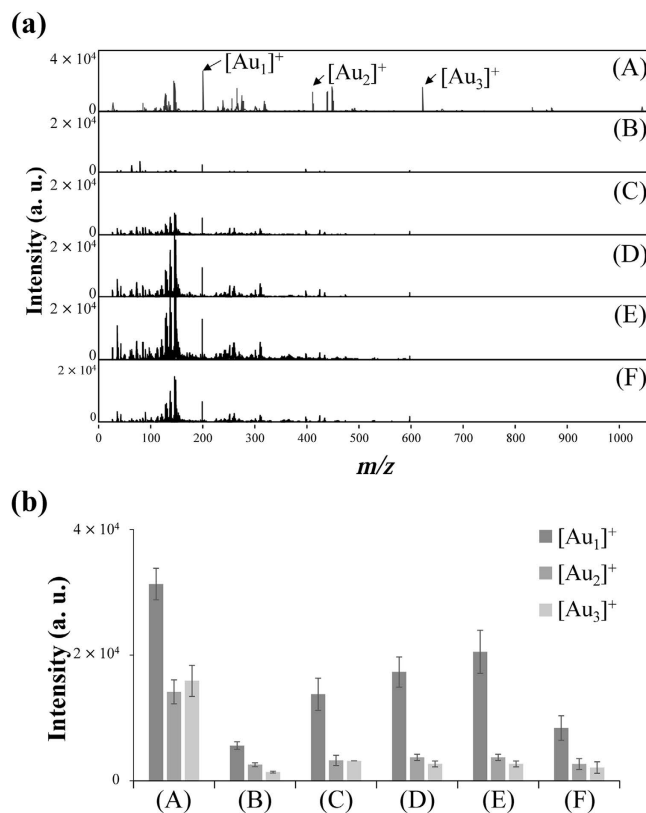 (a)
4 × 10⁴
[Au₁]⁺
[Au₂]⁺
[Au₃]⁺
(A)
0
2 × 10⁴
(B)
0
2 × 10⁴
(C)
0
2 × 10⁴
(D)
0
2 × 10⁴
(E)
0
2 × 10⁴
(F)
0
Intensity (a. u.)
0 100 200 300 400 500 600 700 800 900 1000
m/z
(b)
4 × 10⁴
[Au₁]⁺
[Au₂]⁺
[Au₃]⁺
2 × 10⁴
0
Intensity (a. u.)
(A) (B) (C) (D) (E) (F)